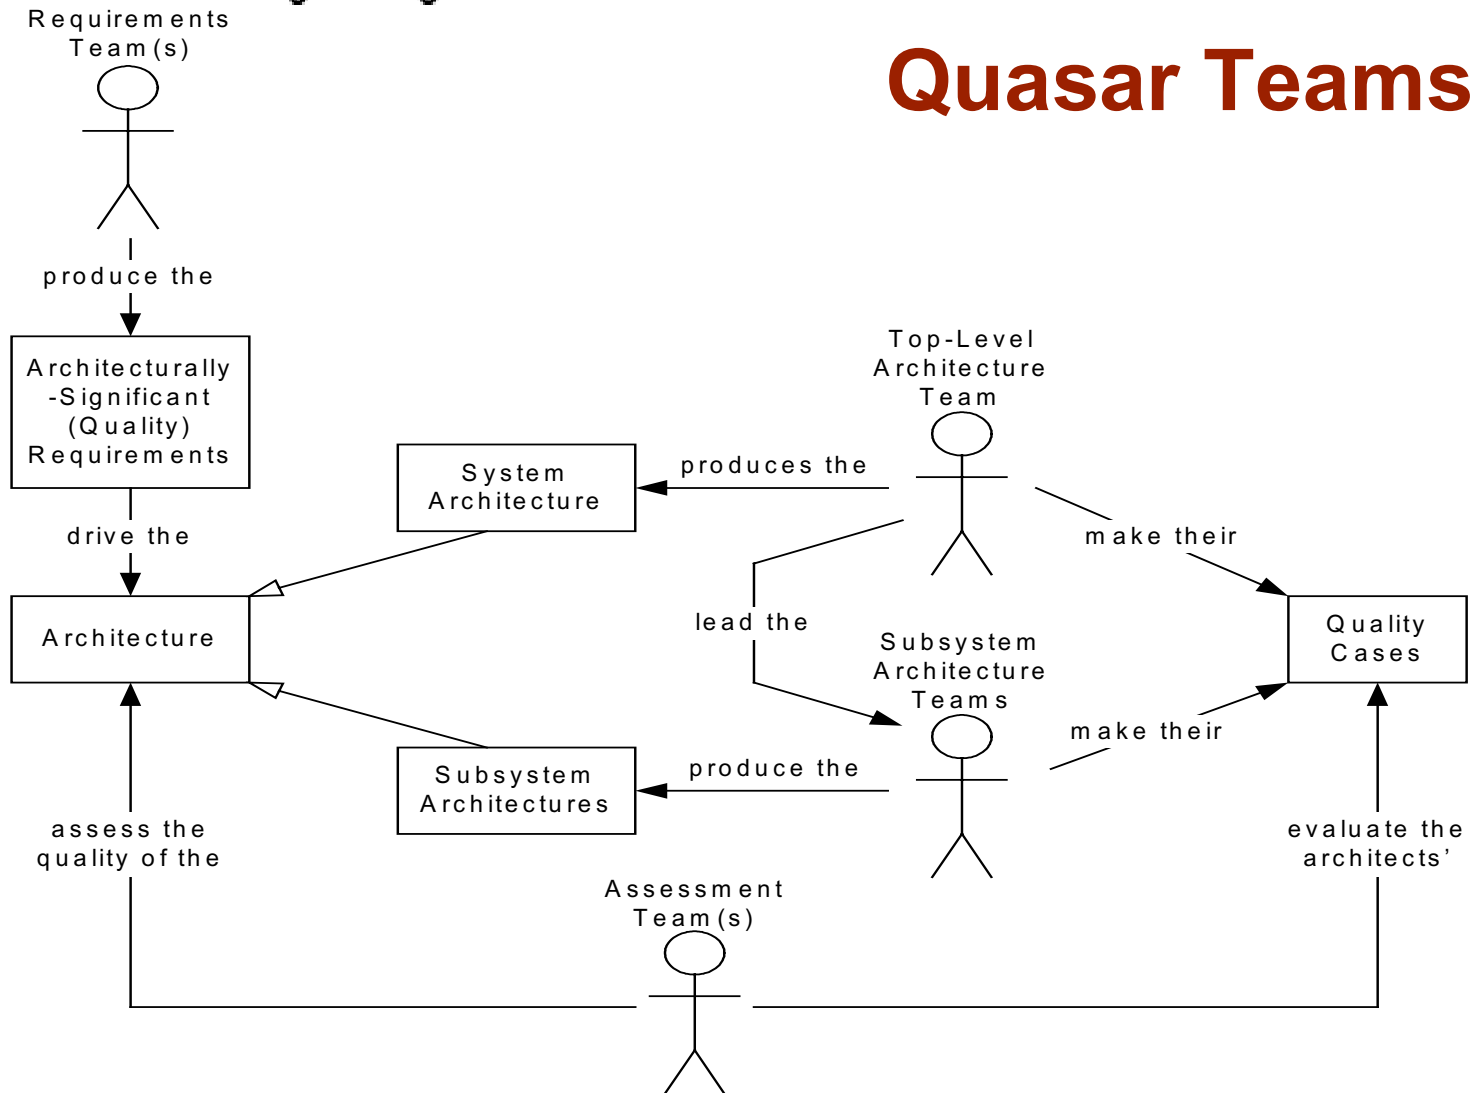 Requirements
Team(s)
Quasar Teams
produce the
Architecturally
-Significant
(Quality)
Requirements
drive the
Architecture
System
Architecture
produces the
Top-Level
Architecture
Team
make their
lead the
Subsystem
Architecture
Teams
make their
Quality
Cases
Subsystem
Architectures
produce the
assess the
quality of the
Assessment
Team(s)
evaluate the
architects’